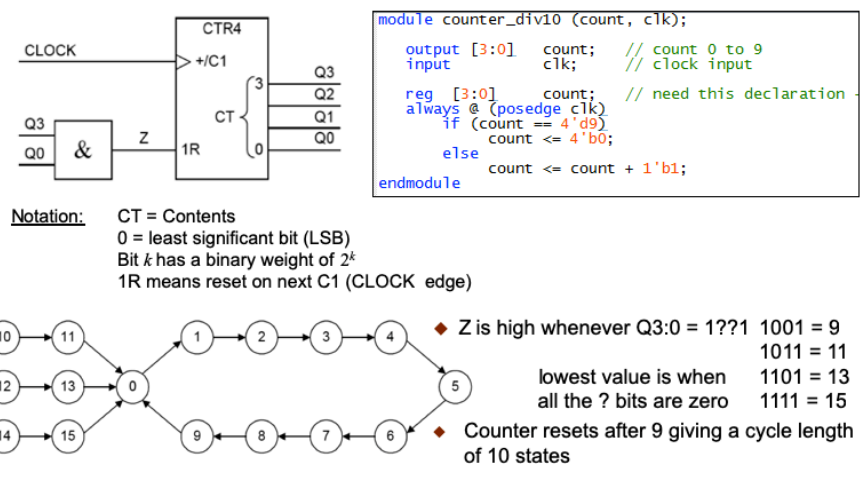 CTR4
CLOCK
+/C1
3
Q3
Q2
CT
Q1
Q0
Q3
Q0
&
Z
1R
0
module counter_div10 (count, clk);
output [3:0] count; // count 0 to 9
input clk; // clock input
reg [3:0] count; // need this declaration -
always @ (posedge clk)
if (count == 4'd9)
count <= 4'b0;
else
count <= count + 1'b1;
endmodule
Notation: CT = Contents
0 = least significant bit (LSB)
Bit k has a binary weight of 2^k
1R means reset on next C1 (CLOCK edge)
10 11 1 2 3 4
12 13 0 5
14 15 9 8 7 6
Z is high whenever Q3:0 = 1??1 1001 = 9
1011 = 11
lowest value is when 1101 = 13
all the ? bits are zero 1111 = 15
Counter resets after 9 giving a cycle length
of 10 states